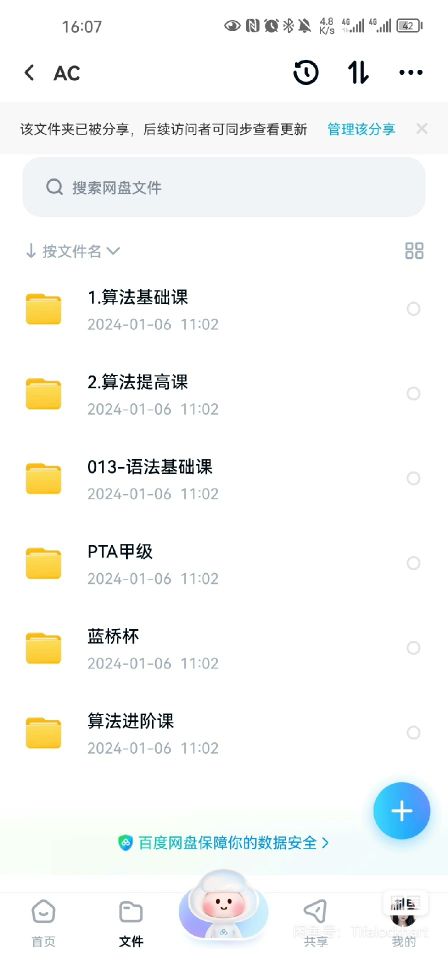 16:07
4.8 K/s 4G 4G 42
AC
该文件夹已被分享，后续访问者可同步查看更新 管理该分享
搜索网盘文件
按文件名
1.算法基础课
2024-01-06 11:02
2.算法提高课
2024-01-06 11:02
013-语法基础课
2024-01-06 11:02
PTA甲级
2024-01-06 11:02
蓝桥杯
2024-01-06 11:02
算法进阶课
2024-01-06 11:02
百度网盘保障你的数据安全
首页 文件 共享 我的